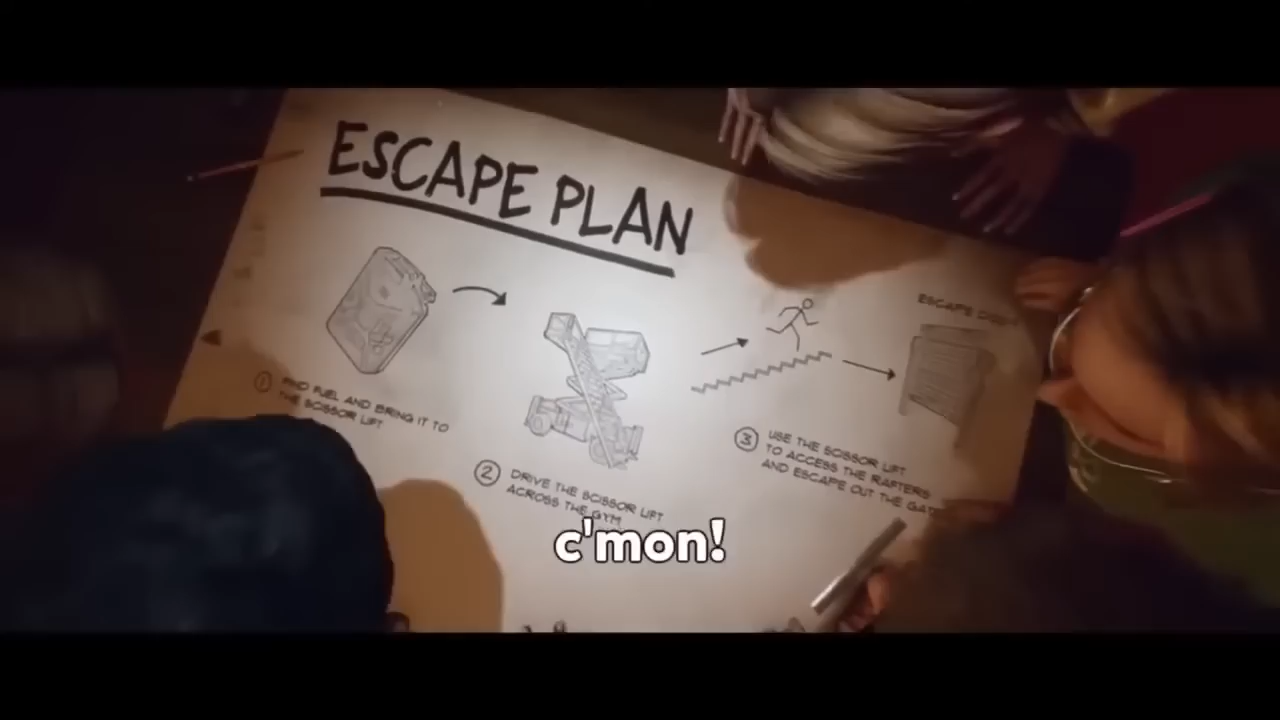 ESCAPE PLAN
ESCAPE
1 FIND FUEL AND BRING IT TO
THE SCISSOR LIFT
2 DRIVE THE SCISSOR LIFT
ACROSS THE GYM
3 USE THE SCISSOR LIFT
TO ACCESS THE RAFTERS
AND ESCAPE OUT THE
c'mon!